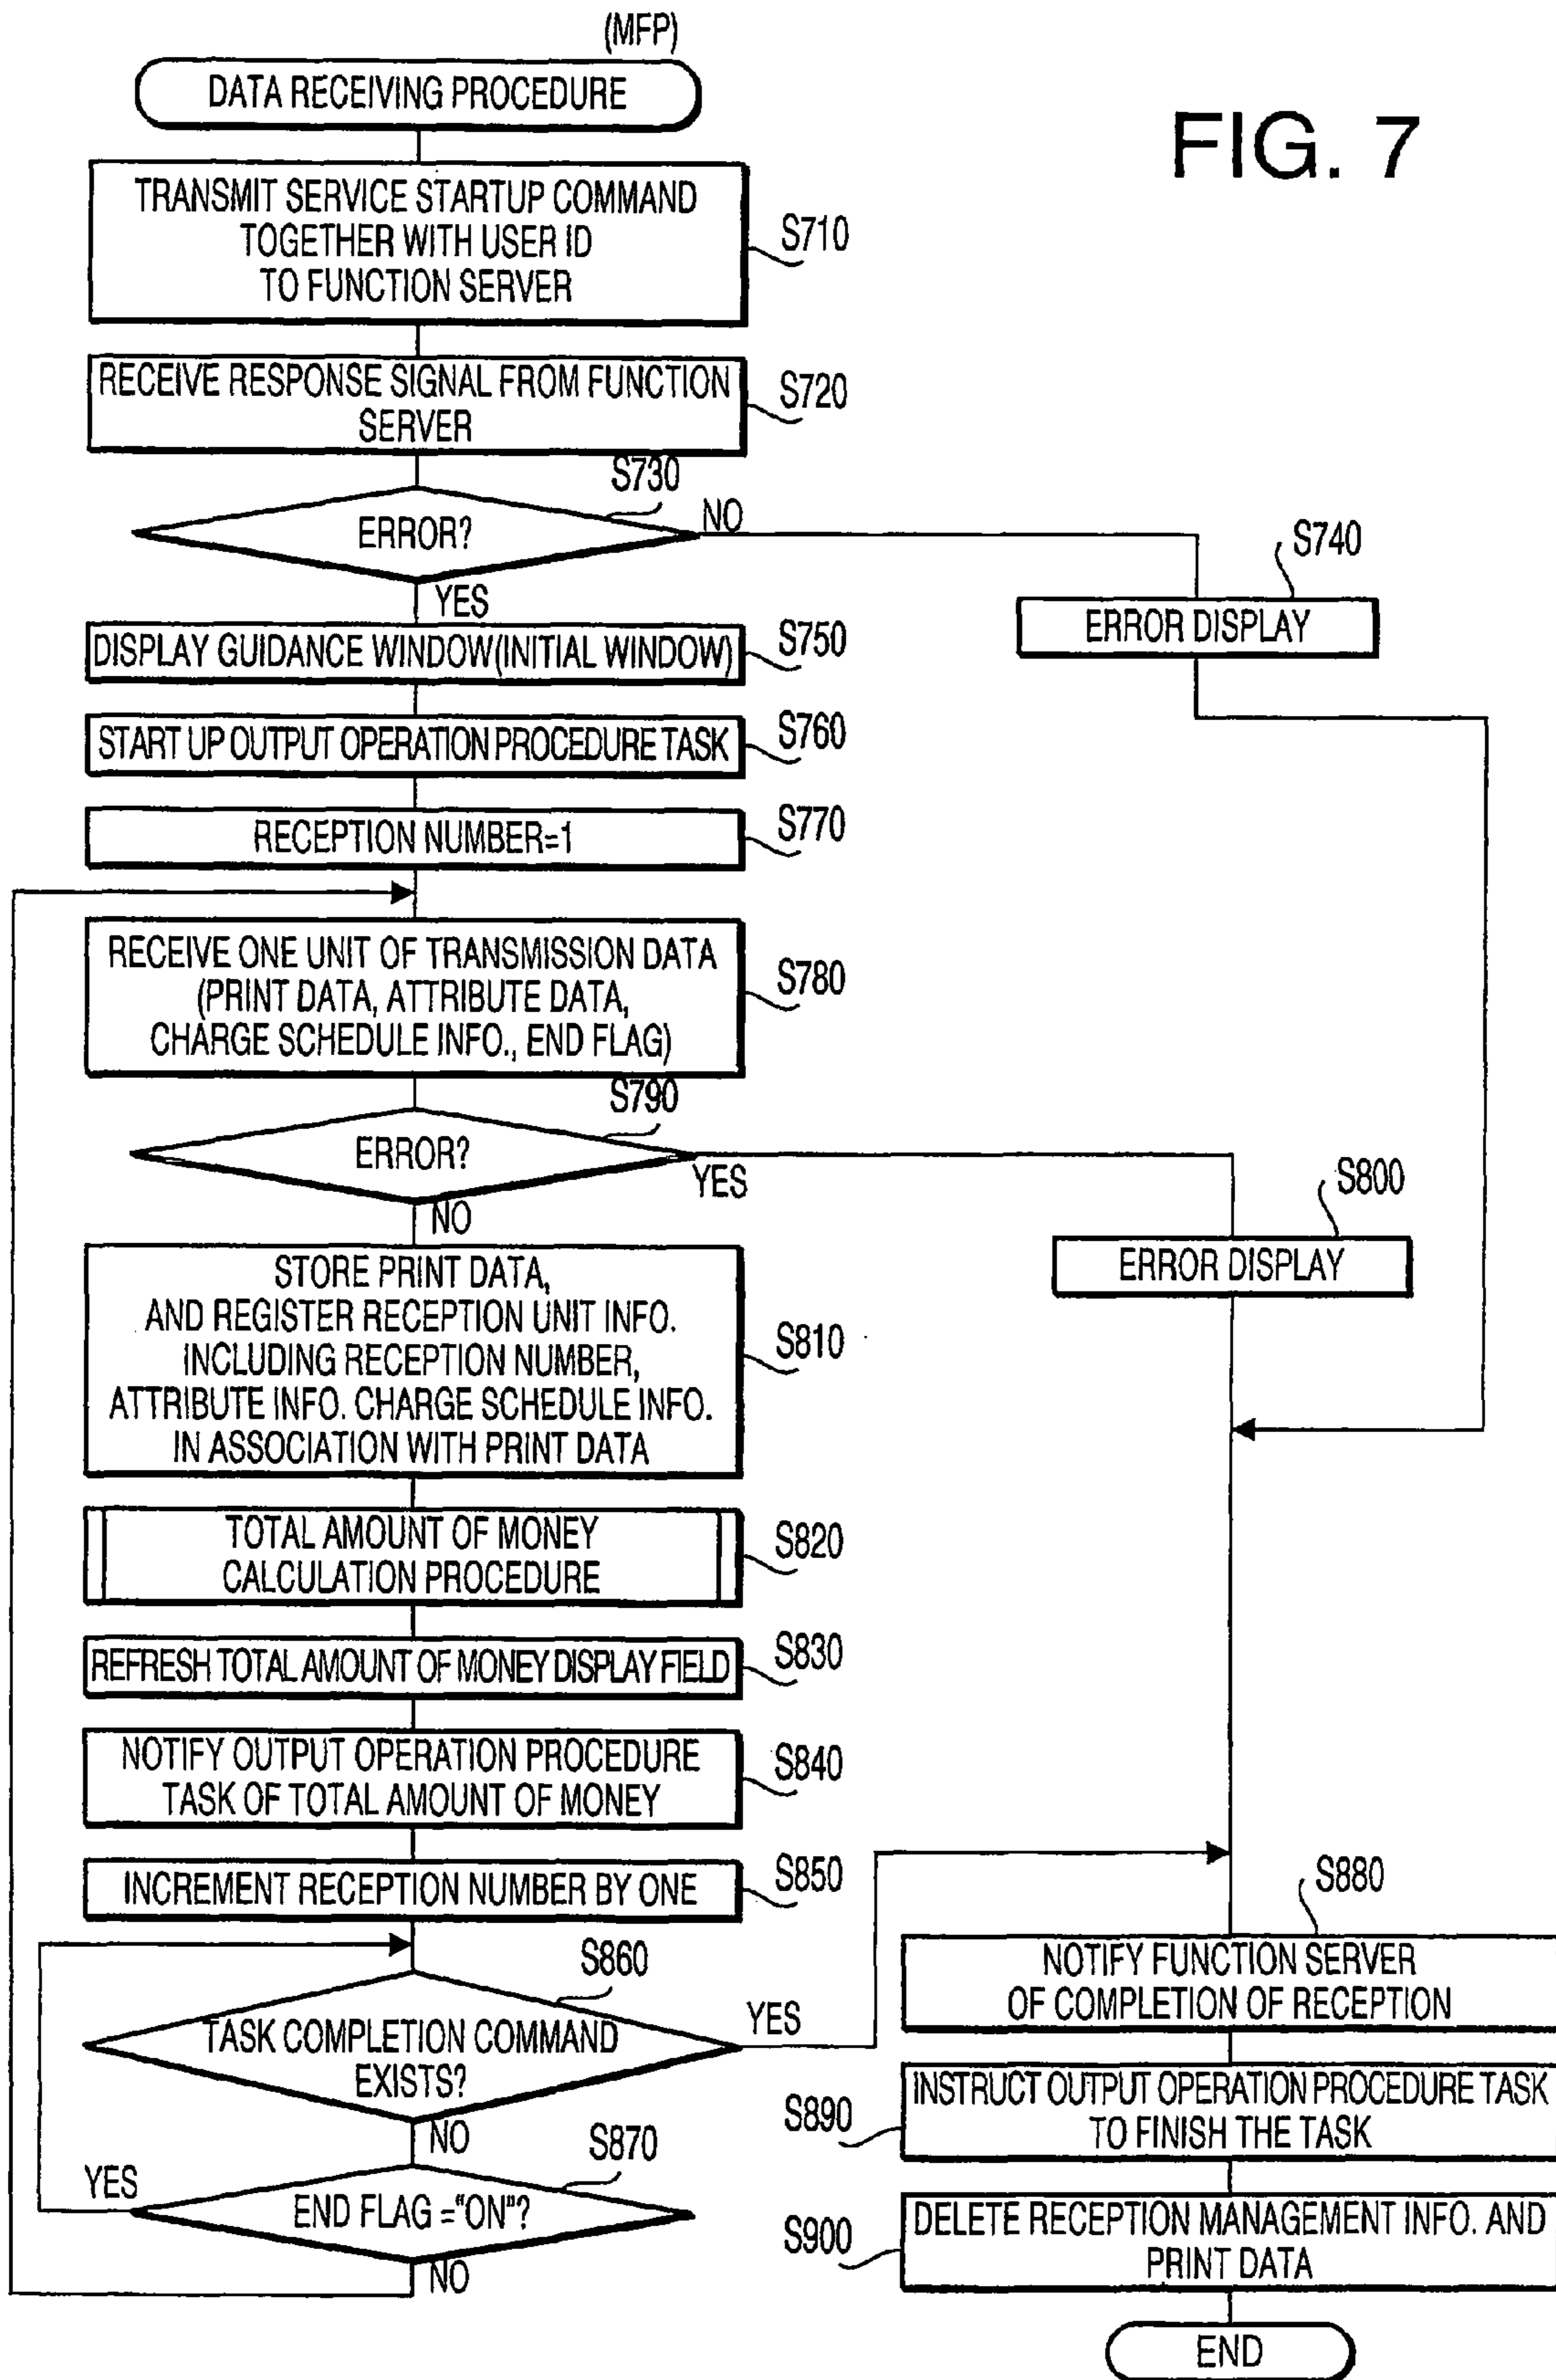 (MFP)
DATA RECEIVING PROCEDURE
FIG. 7
TRANSMIT SERVICE STARTUP COMMAND
TOGETHER WITH USER ID
TO FUNCTION SERVER
S710
RECEIVE RESPONSE SIGNAL FROM FUNCTION
SERVER
S720
S730
ERROR?
NO
YES
S740
ERROR DISPLAY
DISPLAY GUIDANCE WINDOW(INITIAL WINDOW)
S750
START UP OUTPUT OPERATION PROCEDURE TASK
S760
RECEPTION NUMBER=1
S770
RECEIVE ONE UNIT OF TRANSMISSION DATA
(PRINT DATA, ATTRIBUTE DATA,
CHARGE SCHEDULE INFO., END FLAG)
S780
S790
ERROR?
YES
NO
S800
ERROR DISPLAY
STORE PRINT DATA,
AND REGISTER RECEPTION UNIT INFO.
INCLUDING RECEPTION NUMBER,
ATTRIBUTE INFO. CHARGE SCHEDULE INFO.
IN ASSOCIATION WITH PRINT DATA
S810
TOTAL AMOUNT OF MONEY
CALCULATION PROCEDURE
S820
REFRESH TOTAL AMOUNT OF MONEY DISPLAY FIELD
S830
NOTIFY OUTPUT OPERATION PROCEDURE
TASK OF TOTAL AMOUNT OF MONEY
S840
INCREMENT RECEPTION NUMBER BY ONE
S850
S860
TASK COMPLETION COMMAND
EXISTS?
YES
NO
S870
END FLAG ="ON"?
YES
NO
S880
NOTIFY FUNCTION SERVER
OF COMPLETION OF RECEPTION
S890
INSTRUCT OUTPUT OPERATION PROCEDURE TASK
TO FINISH THE TASK
S900
DELETE RECEPTION MANAGEMENT INFO. AND
PRINT DATA
END